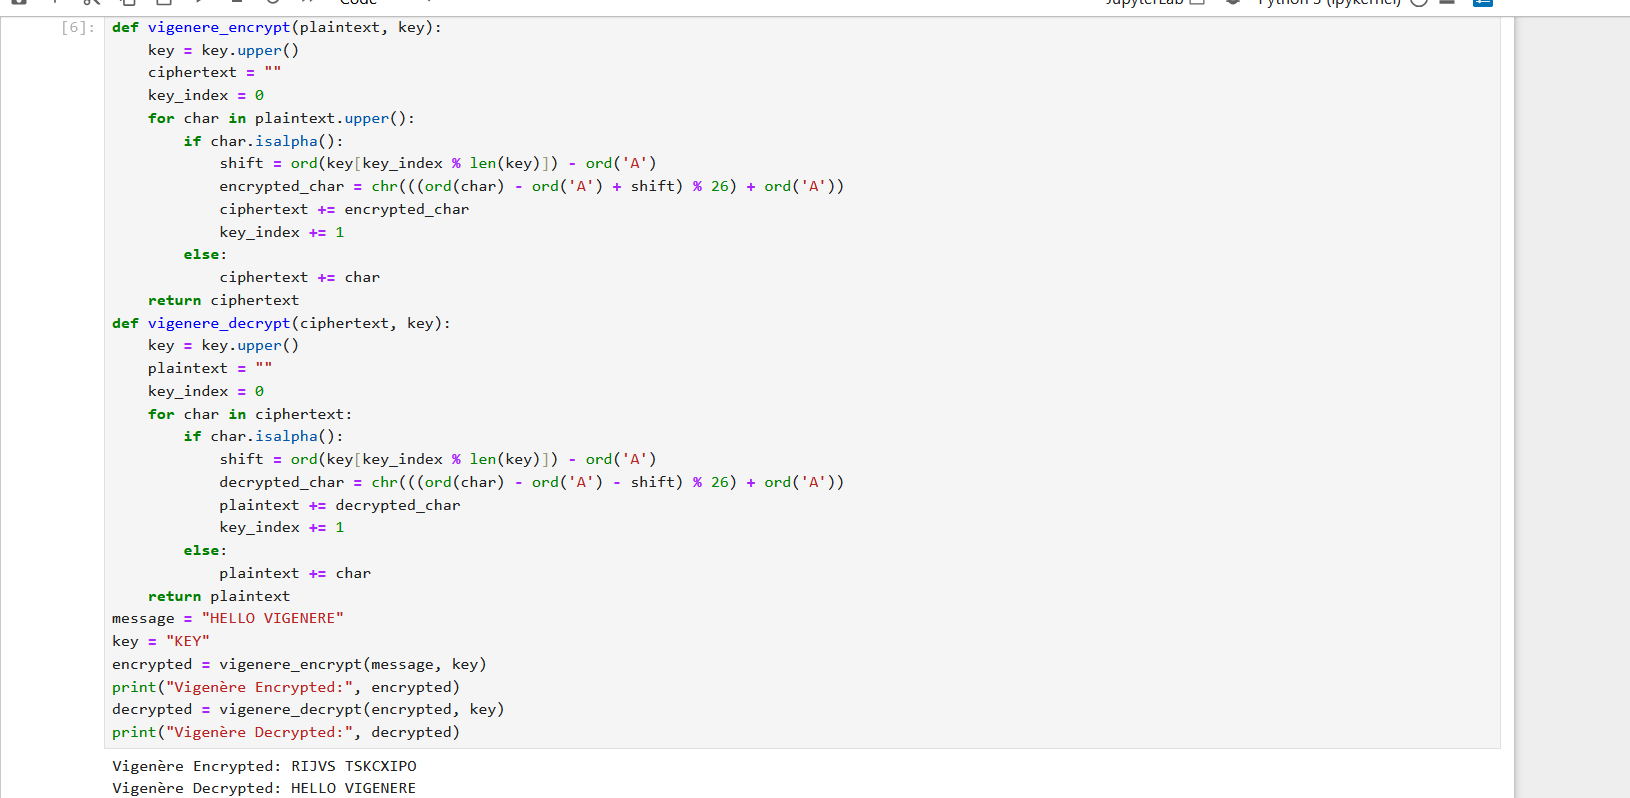 Code JupyterLab Python 3 (ipykernel)
[6]: def vigenere_encrypt(plaintext, key):
    key = key.upper()
    ciphertext = ""
    key_index = 0
    for char in plaintext.upper():
        if char.isalpha():
            shift = ord(key[key_index % len(key)]) - ord('A')
            encrypted_char = chr(((ord(char) - ord('A') + shift) % 26) + ord('A'))
            ciphertext += encrypted_char
            key_index += 1
        else:
            ciphertext += char
    return ciphertext
def vigenere_decrypt(ciphertext, key):
    key = key.upper()
    plaintext = ""
    key_index = 0
    for char in ciphertext:
        if char.isalpha():
            shift = ord(key[key_index % len(key)]) - ord('A')
            decrypted_char = chr(((ord(char) - ord('A') - shift) % 26) + ord('A'))
            plaintext += decrypted_char
            key_index += 1
        else:
            plaintext += char
    return plaintext
message = "HELLO VIGENERE"
key = "KEY"
encrypted = vigenere_encrypt(message, key)
print("Vigenère Encrypted:", encrypted)
decrypted = vigenere_decrypt(encrypted, key)
print("Vigenère Decrypted:", decrypted)
Vigenère Encrypted: RIJVS TSKCXIPO
Vigenère Decrypted: HELLO VIGENERE